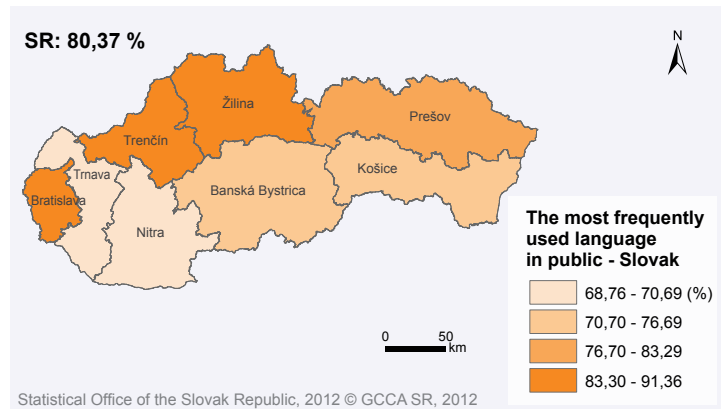 SR: 80,37 %
N
Žilina
Prešov
Trenčín
Košice
Trnava
Banská Bystrica
Bratislava
Nitra
The most frequently
used language
in public - Slovak
68,76 - 70,69 (%)
70,70 - 76,69
76,70 - 83,29
83,30 - 91,36
0 50
km
Statistical Office of the Slovak Republic, 2012 © GCCA SR, 2012